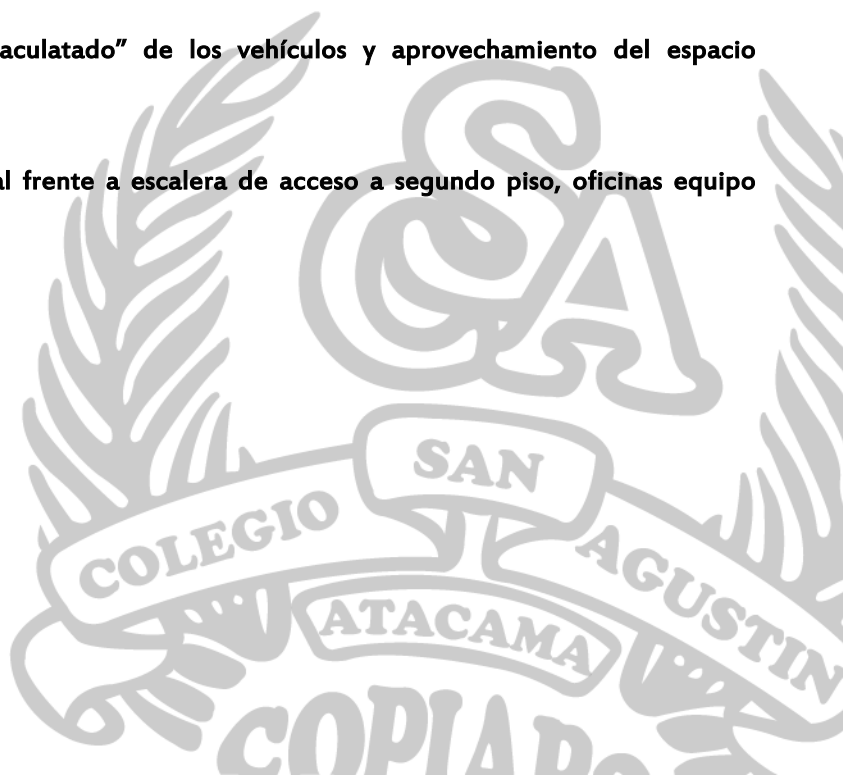 aculatado” de los vehículos y aprovechamiento del espacio
al frente a escalera de acceso a segundo piso, oficinas equipo
CSA
SAN
COLEGIO
AGUSTIN
ATACAMA